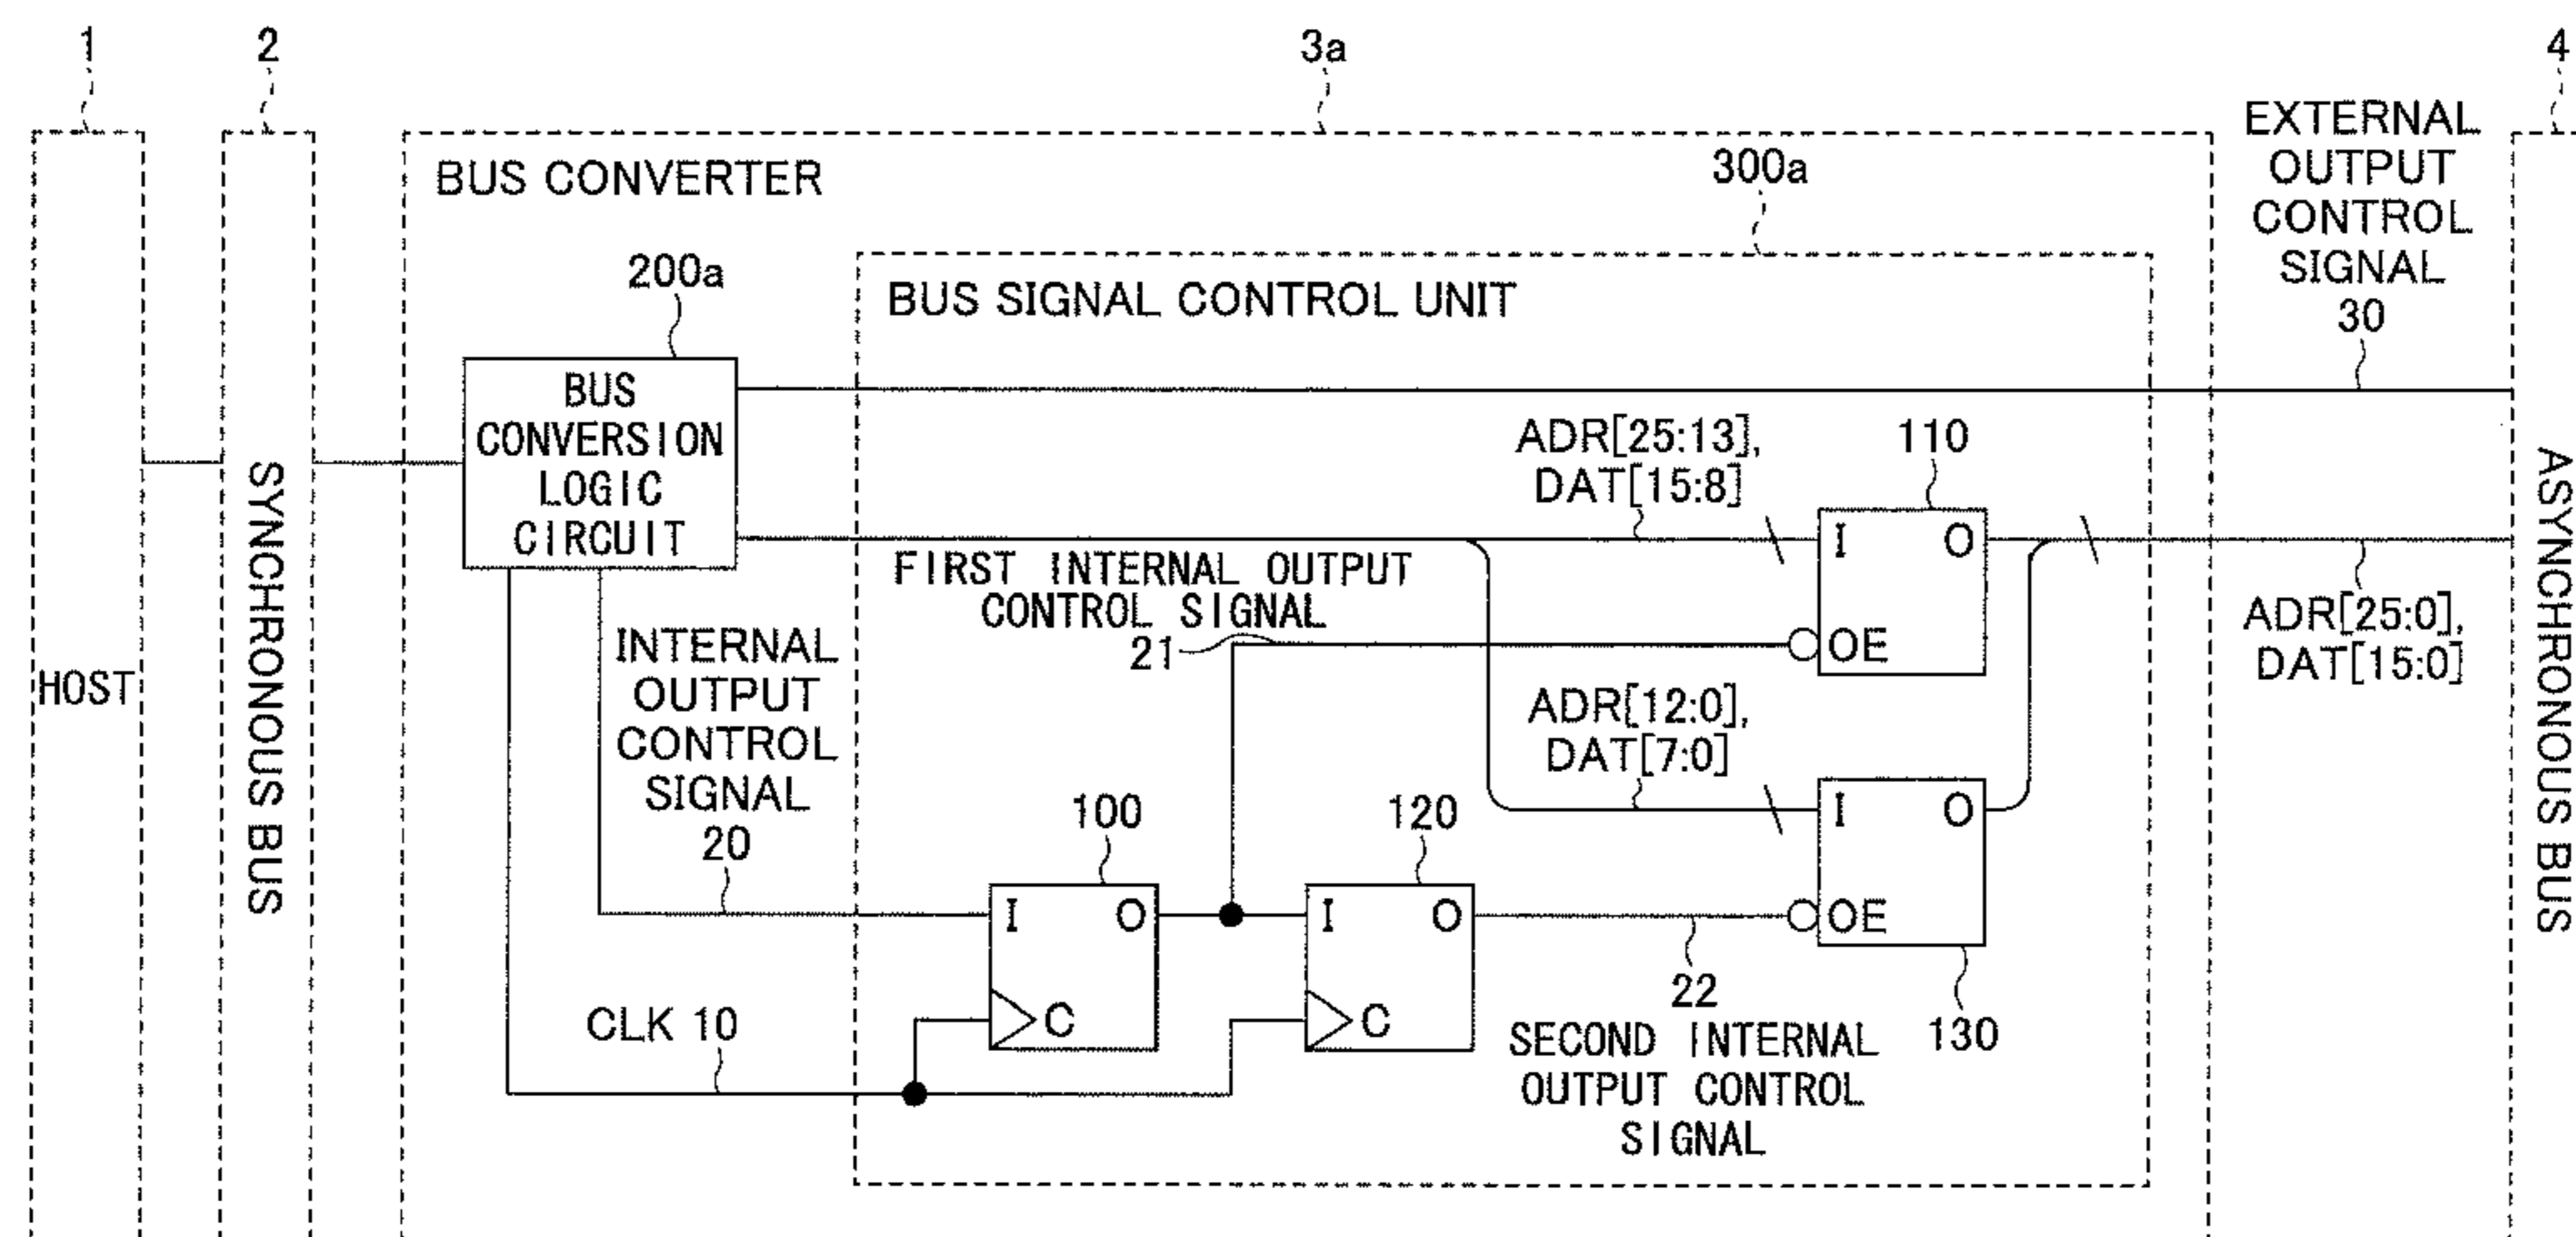 1
2
3a
4
EXTERNAL
OUTPUT
CONTROL
SIGNAL
30
BUS CONVERTER
300a
200a
BUS SIGNAL CONTROL UNIT
BUS
CONVERSION
LOGIC
CIRCUIT
ADR[25:13],
DAT[15:8]
110
I
O
OE
FIRST INTERNAL OUTPUT
CONTROL SIGNAL
21
INTERNAL
OUTPUT
CONTROL
SIGNAL
20
HOST
SYNCHRONOUS BUS
ADR[12:0],
DAT[7:0]
ADR[25:0],
DAT[15:0]
ASYNCHRONOUS BUS
100
I
O
C
120
I
O
C
I
O
OE
130
22
SECOND INTERNAL
OUTPUT CONTROL
SIGNAL
CLK 10